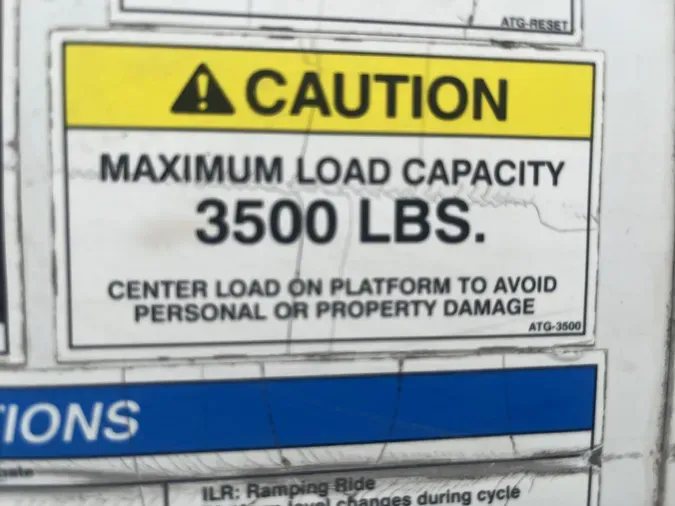 ATG-RESET
CAUTION
MAXIMUM LOAD CAPACITY
3500 LBS.
CENTER LOAD ON PLATFORM TO AVOID
PERSONAL OR PROPERTY DAMAGE
ATG-3500
IONS
ILR: Ramping Ride
level changes during cycle